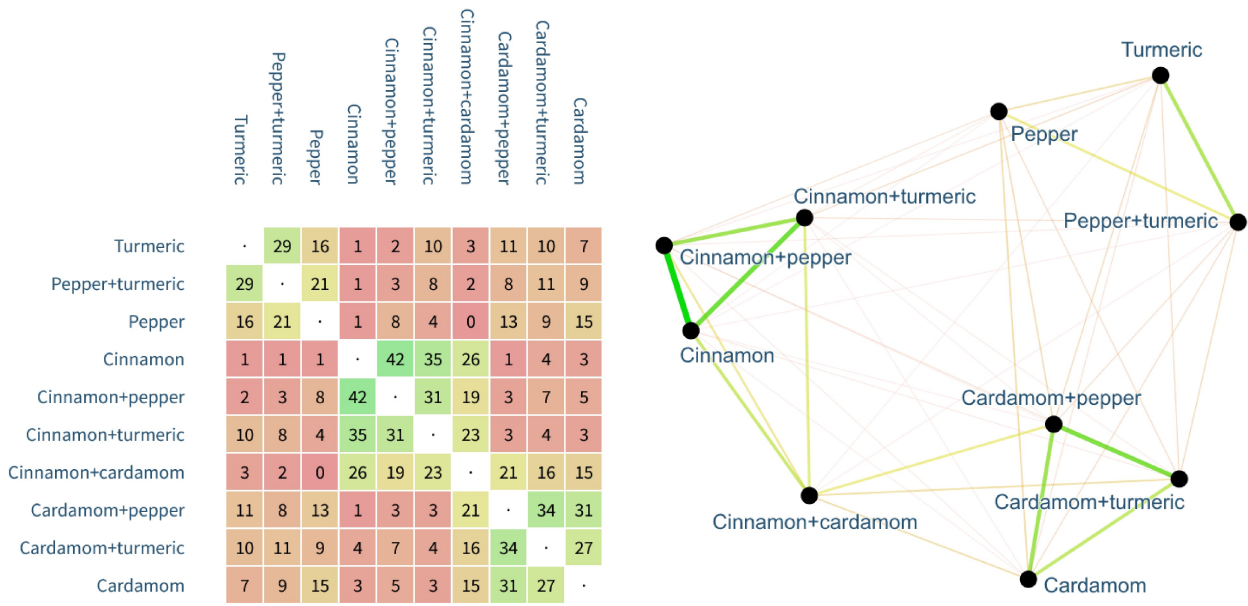 Turmeric
Pepper+turmeric
Pepper
Cinnamon
Cinnamon+pepper
Cinnamon+turmeric
Cinnamon+cardamom
Cardamom+pepper
Cardamom+turmeric
Cardamom
Turmeric · 29 16 1 2 10 3 11 10 7
Pepper+turmeric 29 · 21 1 3 8 2 8 11 9
Pepper 16 21 · 1 8 4 0 13 9 15
Cinnamon 1 1 1 · 42 35 26 1 4 3
Cinnamon+pepper 2 3 8 42 · 31 19 3 7 5
Cinnamon+turmeric 10 8 4 35 31 · 23 3 4 3
Cinnamon+cardamom 3 2 0 26 19 23 · 21 16 15
Cardamom+pepper 11 8 13 1 3 3 21 · 34 31
Cardamom+turmeric 10 11 9 4 7 4 16 34 · 27
Cardamom 7 9 15 3 5 3 15 31 27 ·
Turmeric
Pepper
Cinnamon+turmeric
Pepper+turmeric
Cinnamon+pepper
Cinnamon
Cardamom+pepper
Cardamom+turmeric
Cinnamon+cardamom
Cardamom